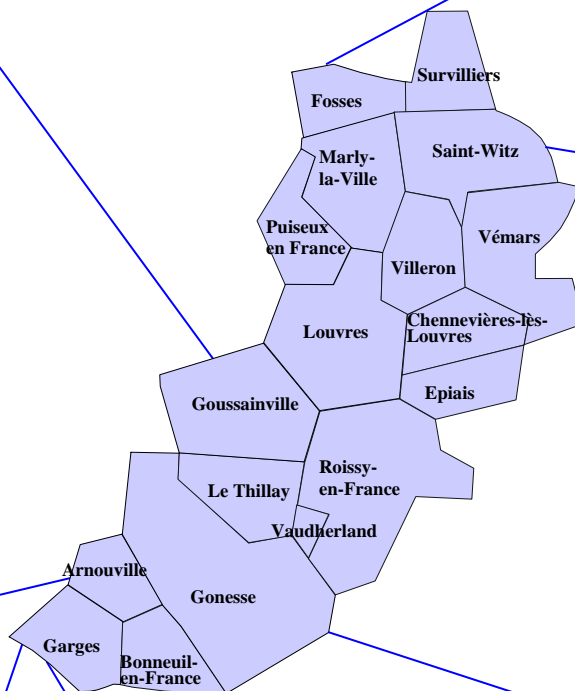 Survilliers
Fosses
Saint-Witz
Marly-
la-Ville
Puiseux
en France
Vémars
Villeron
Chennevières-lès-
Louvres
Louvres
Epiais
Goussainville
Roissy-
en-France
Le Thillay
Vaudherland
Arnouville
Gonesse
Garges
Bonneuil-
en-France